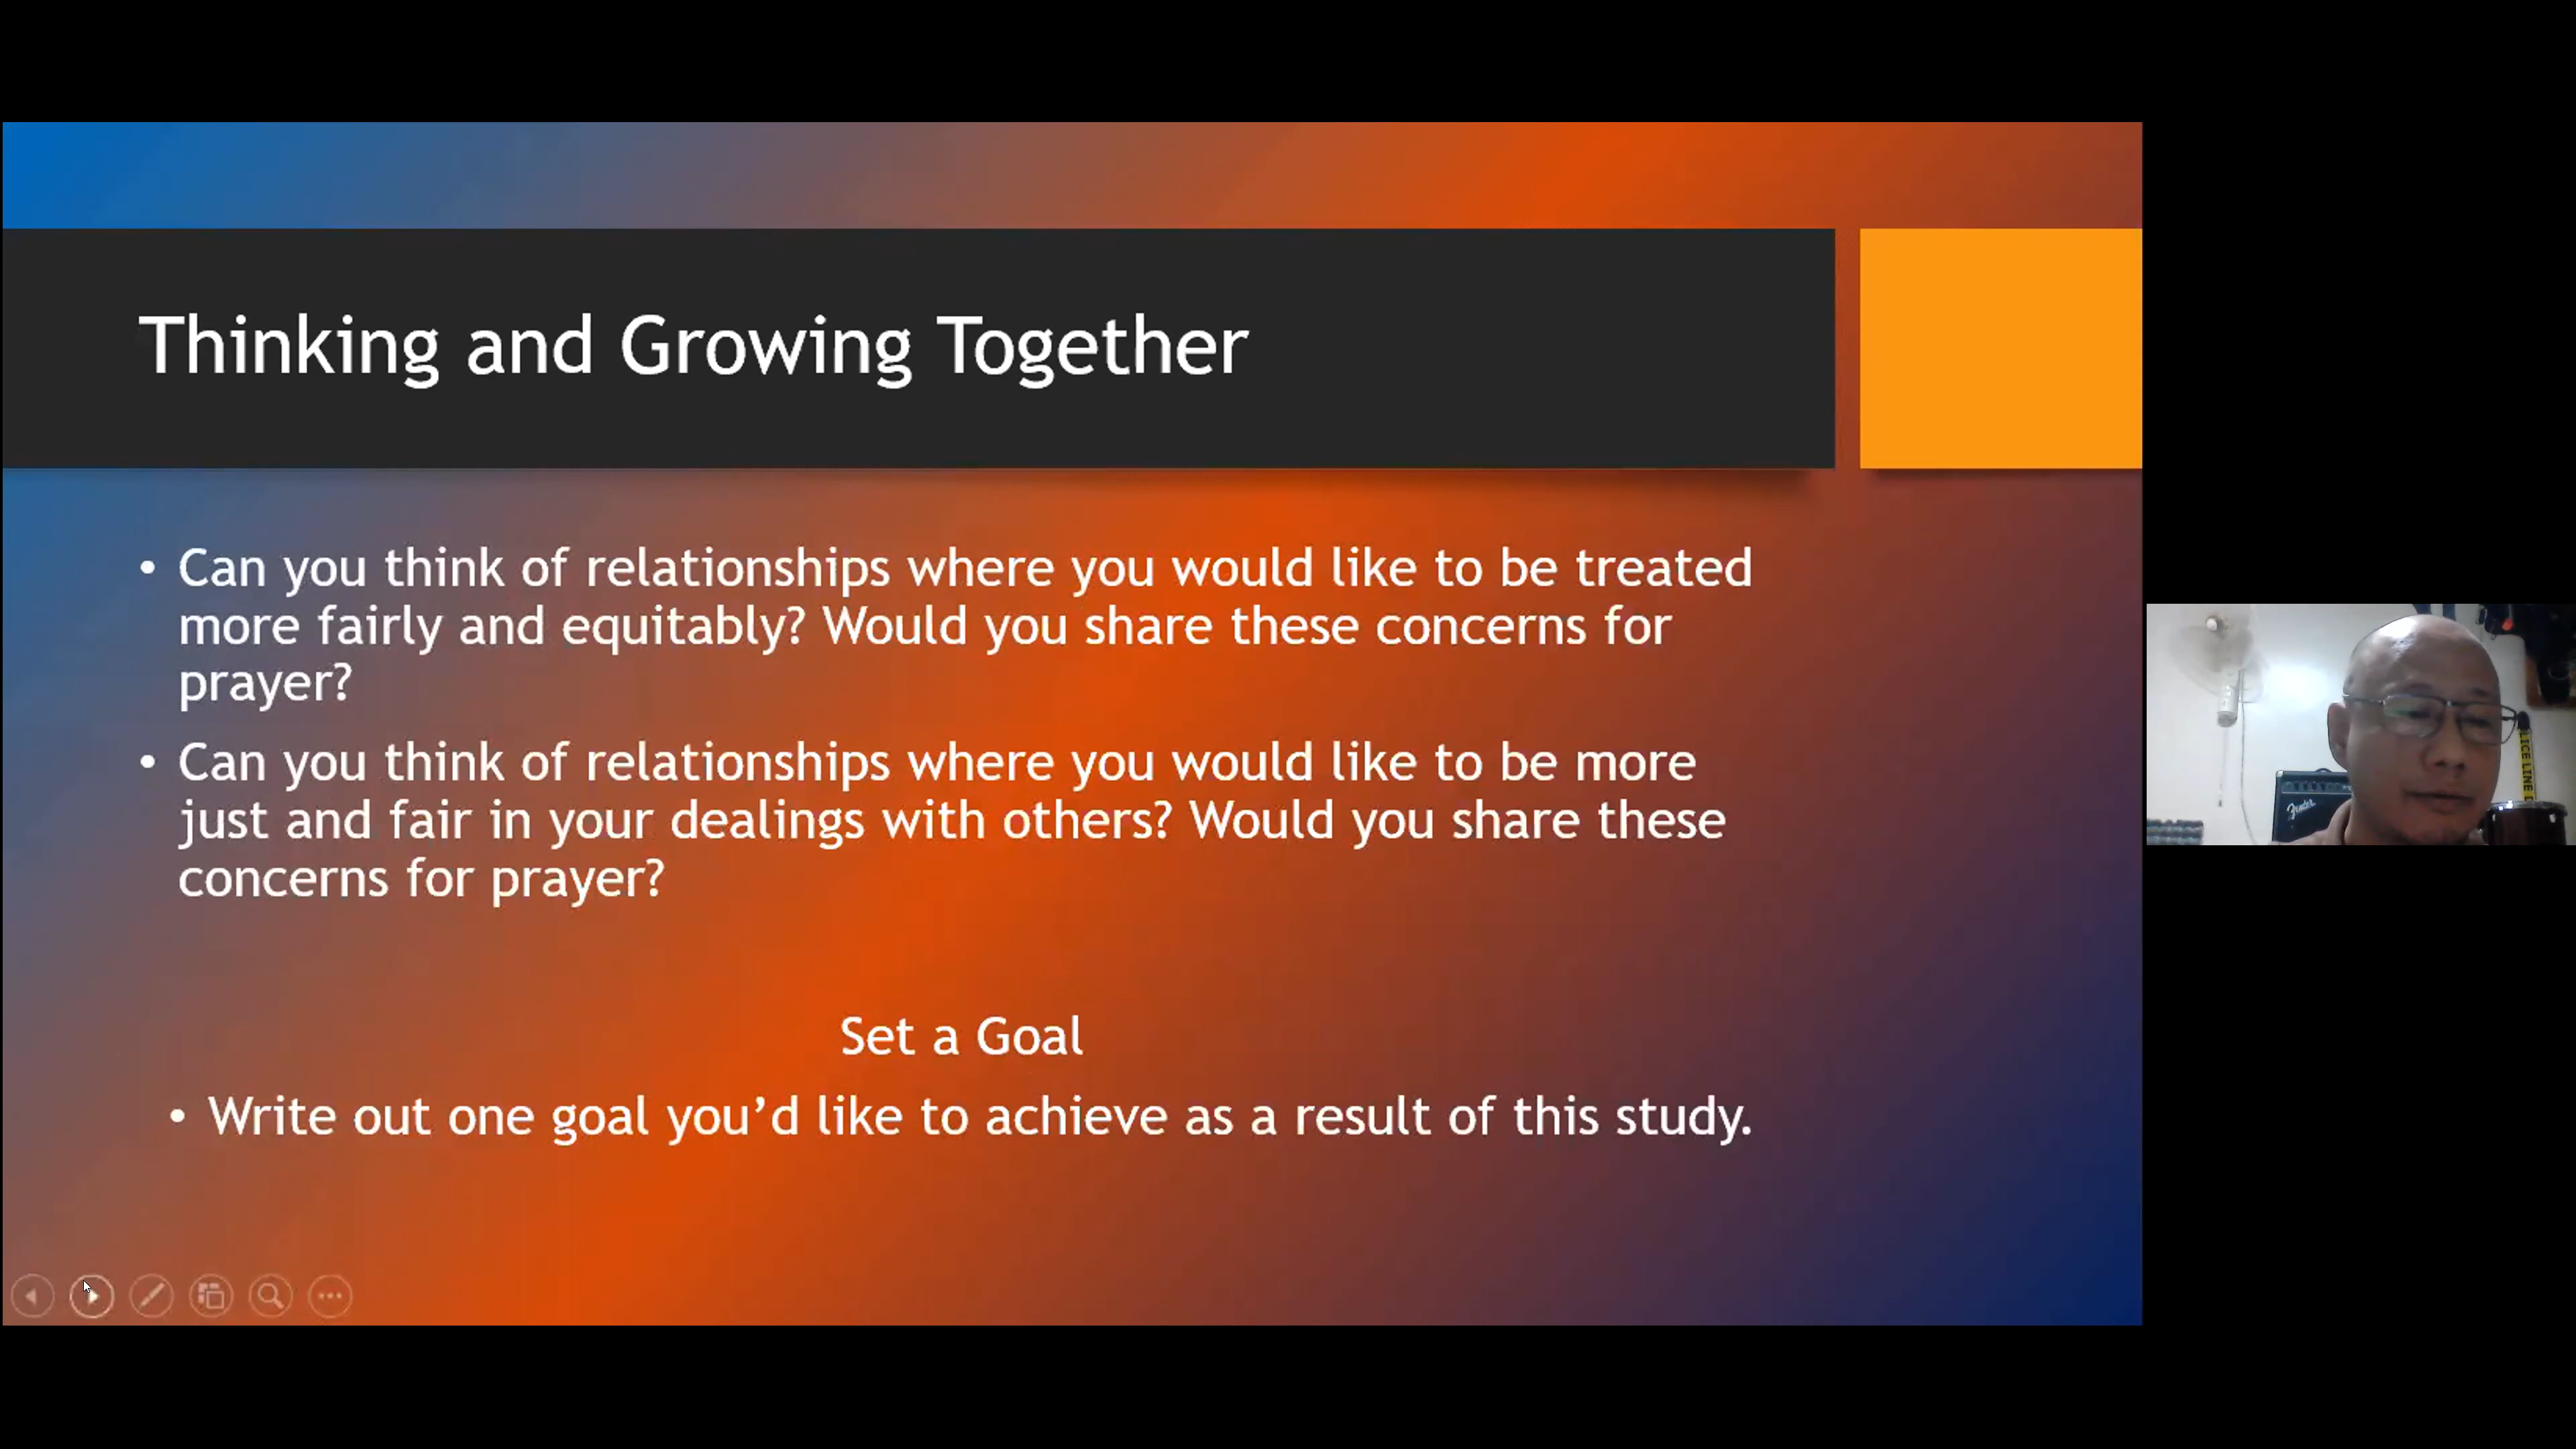 Thinking and Growing Together
• Can you think of relationships where you would like to be treated
more fairly and equitably? Would you share these concerns for
prayer?
• Can you think of relationships where you would like to be more
just and fair in your dealings with others? Would you share these
concerns for prayer?
Set a Goal
• Write out one goal you’d like to achieve as a result of this study.
Fender
LICE LINE